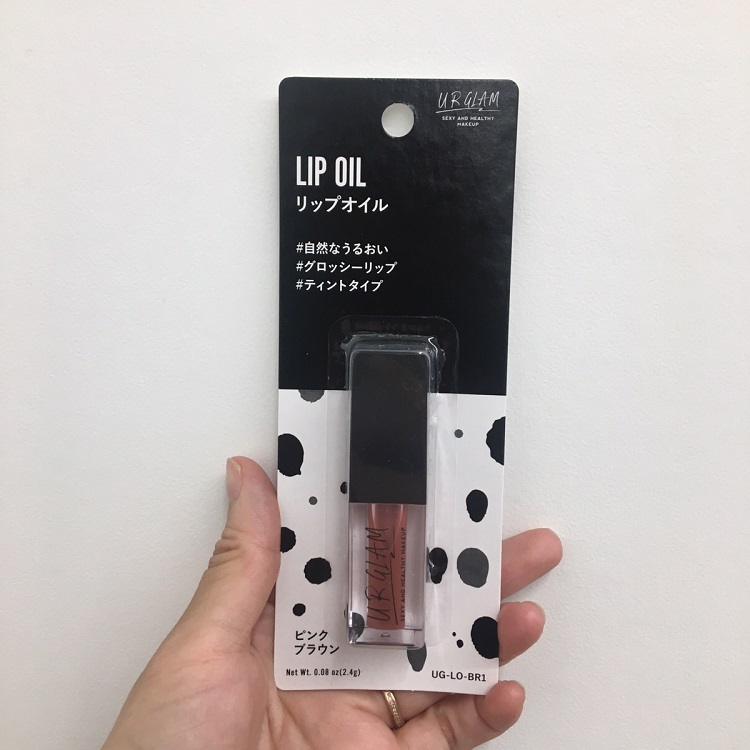 UR GLAM
SEXY AND HEALTHY
MAKEUP
LIP OIL
リップオイル
#自然なうるおい
#グロッシーリップ
#ティントタイプ
UR GLAM
SEXY AND HEALTHY MAKEUP
ピンク
ブラウン
Net Wt. 0.08 oz(2.4g)
UG-LO-BR1